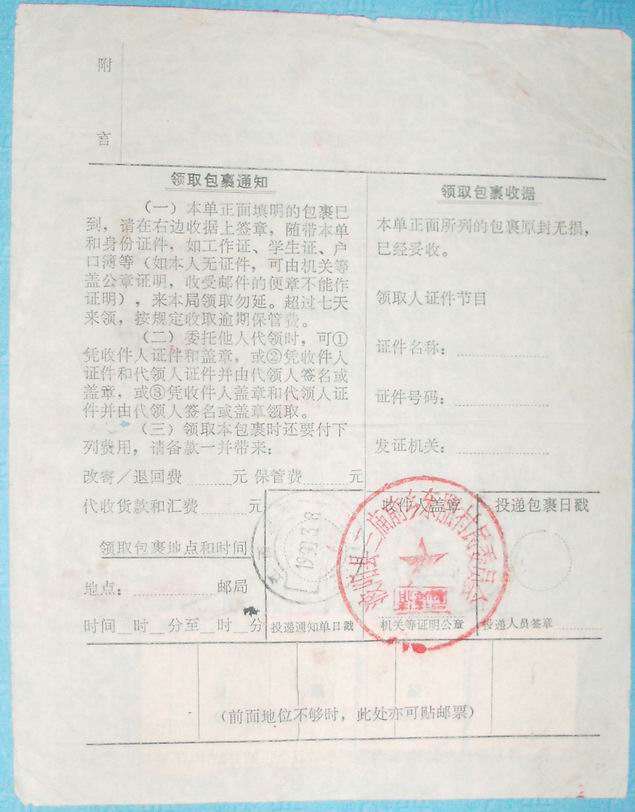 附
言
领取包裹通知
（一）本单正面填明的包裹已
到，请在右边收据上签章，随带本单
和身份证件，如工作证、学生证、户
口簿等（如本人无证件，可由机关等
盖公章证明，收受邮件的便章不能作
证明），来本局领取勿延。超过七天
来领，按规定收取逾期保管费。
（二）委托他人代领时，可①
凭收件人证件和盖章，或②凭收件人
证件和代领人证件并由代领人签名或
盖章，或③凭收件人盖章和代领人证
件并由代领人签名或盖章领取。
（三）领取本包裹时还要付下
列费用，请备款一并带来：
改寄／退回费 元 保管费 元
代收货款和汇费 元
领取包裹地点和时间
地点： 邮局
时间 时 分至 时 分
领取包裹收据
本单正面所列的包裹原封无损，
已经妥收。
领取人证件节目
证件名称：
证件号码：
发证机关：
1990.3.8
投递通知单日戳
收件人盖章
机关等证明公章
投递包裹日戳
投递人员签章
（前面地位不够时，此处亦可贴邮票）